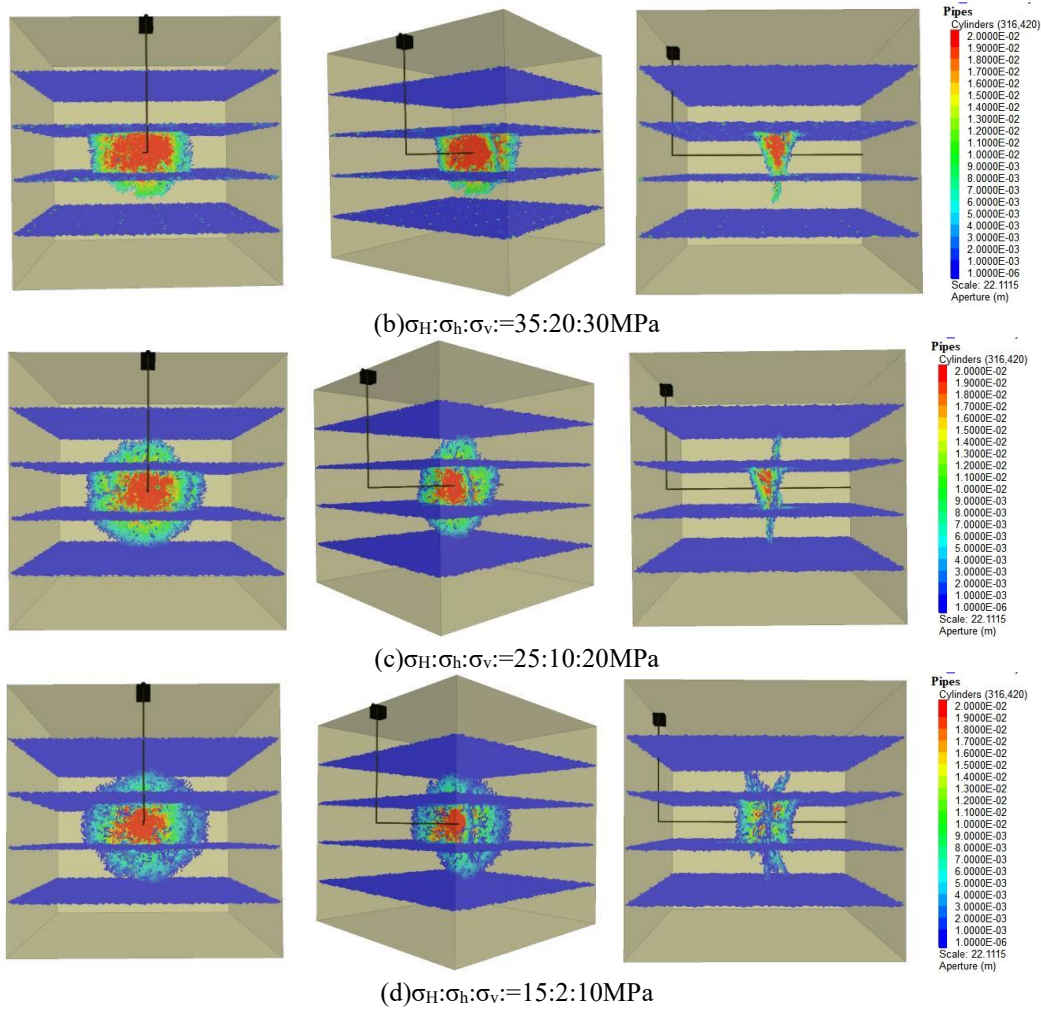 Pipes
Cylinders (316,420)
2.0000E-02
1.9000E-02
1.8000E-02
1.7000E-02
1.6000E-02
1.5000E-02
1.4000E-02
1.3000E-02
1.2000E-02
1.1000E-02
1.0000E-02
1.0000E-02
9.0000E-03
8.0000E-03
7.0000E-03
6.0000E-03
5.0000E-03
4.0000E-03
3.0000E-03
2.0000E-03
1.0000E-03
1.0000E-06
Scale: 22.1115
Aperture (m)
(b)σH:σh:σv:=35:20:30MPa
Pipes
Cylinders (316,420)
2.0000E-02
1.9000E-02
1.8000E-02
1.7000E-02
1.6000E-02
1.5000E-02
1.4000E-02
1.3000E-02
1.2000E-02
1.1000E-02
1.0000E-02
1.0000E-02
9.0000E-03
8.0000E-03
7.0000E-03
6.0000E-03
5.0000E-03
4.0000E-03
3.0000E-03
2.0000E-03
1.0000E-03
1.0000E-06
Scale: 22.1115
Aperture (m)
(c)σH:σh:σv:=25:10:20MPa
Pipes
Cylinders (316,420)
2.0000E-02
1.9000E-02
1.8000E-02
1.7000E-02
1.6000E-02
1.5000E-02
1.4000E-02
1.3000E-02
1.2000E-02
1.1000E-02
1.0000E-02
1.0000E-02
9.0000E-03
8.0000E-03
7.0000E-03
6.0000E-03
5.0000E-03
4.0000E-03
3.0000E-03
2.0000E-03
1.0000E-03
1.0000E-06
Scale: 22.1115
Aperture (m)
(d)σH:σh:σv:=15:2:10MPa